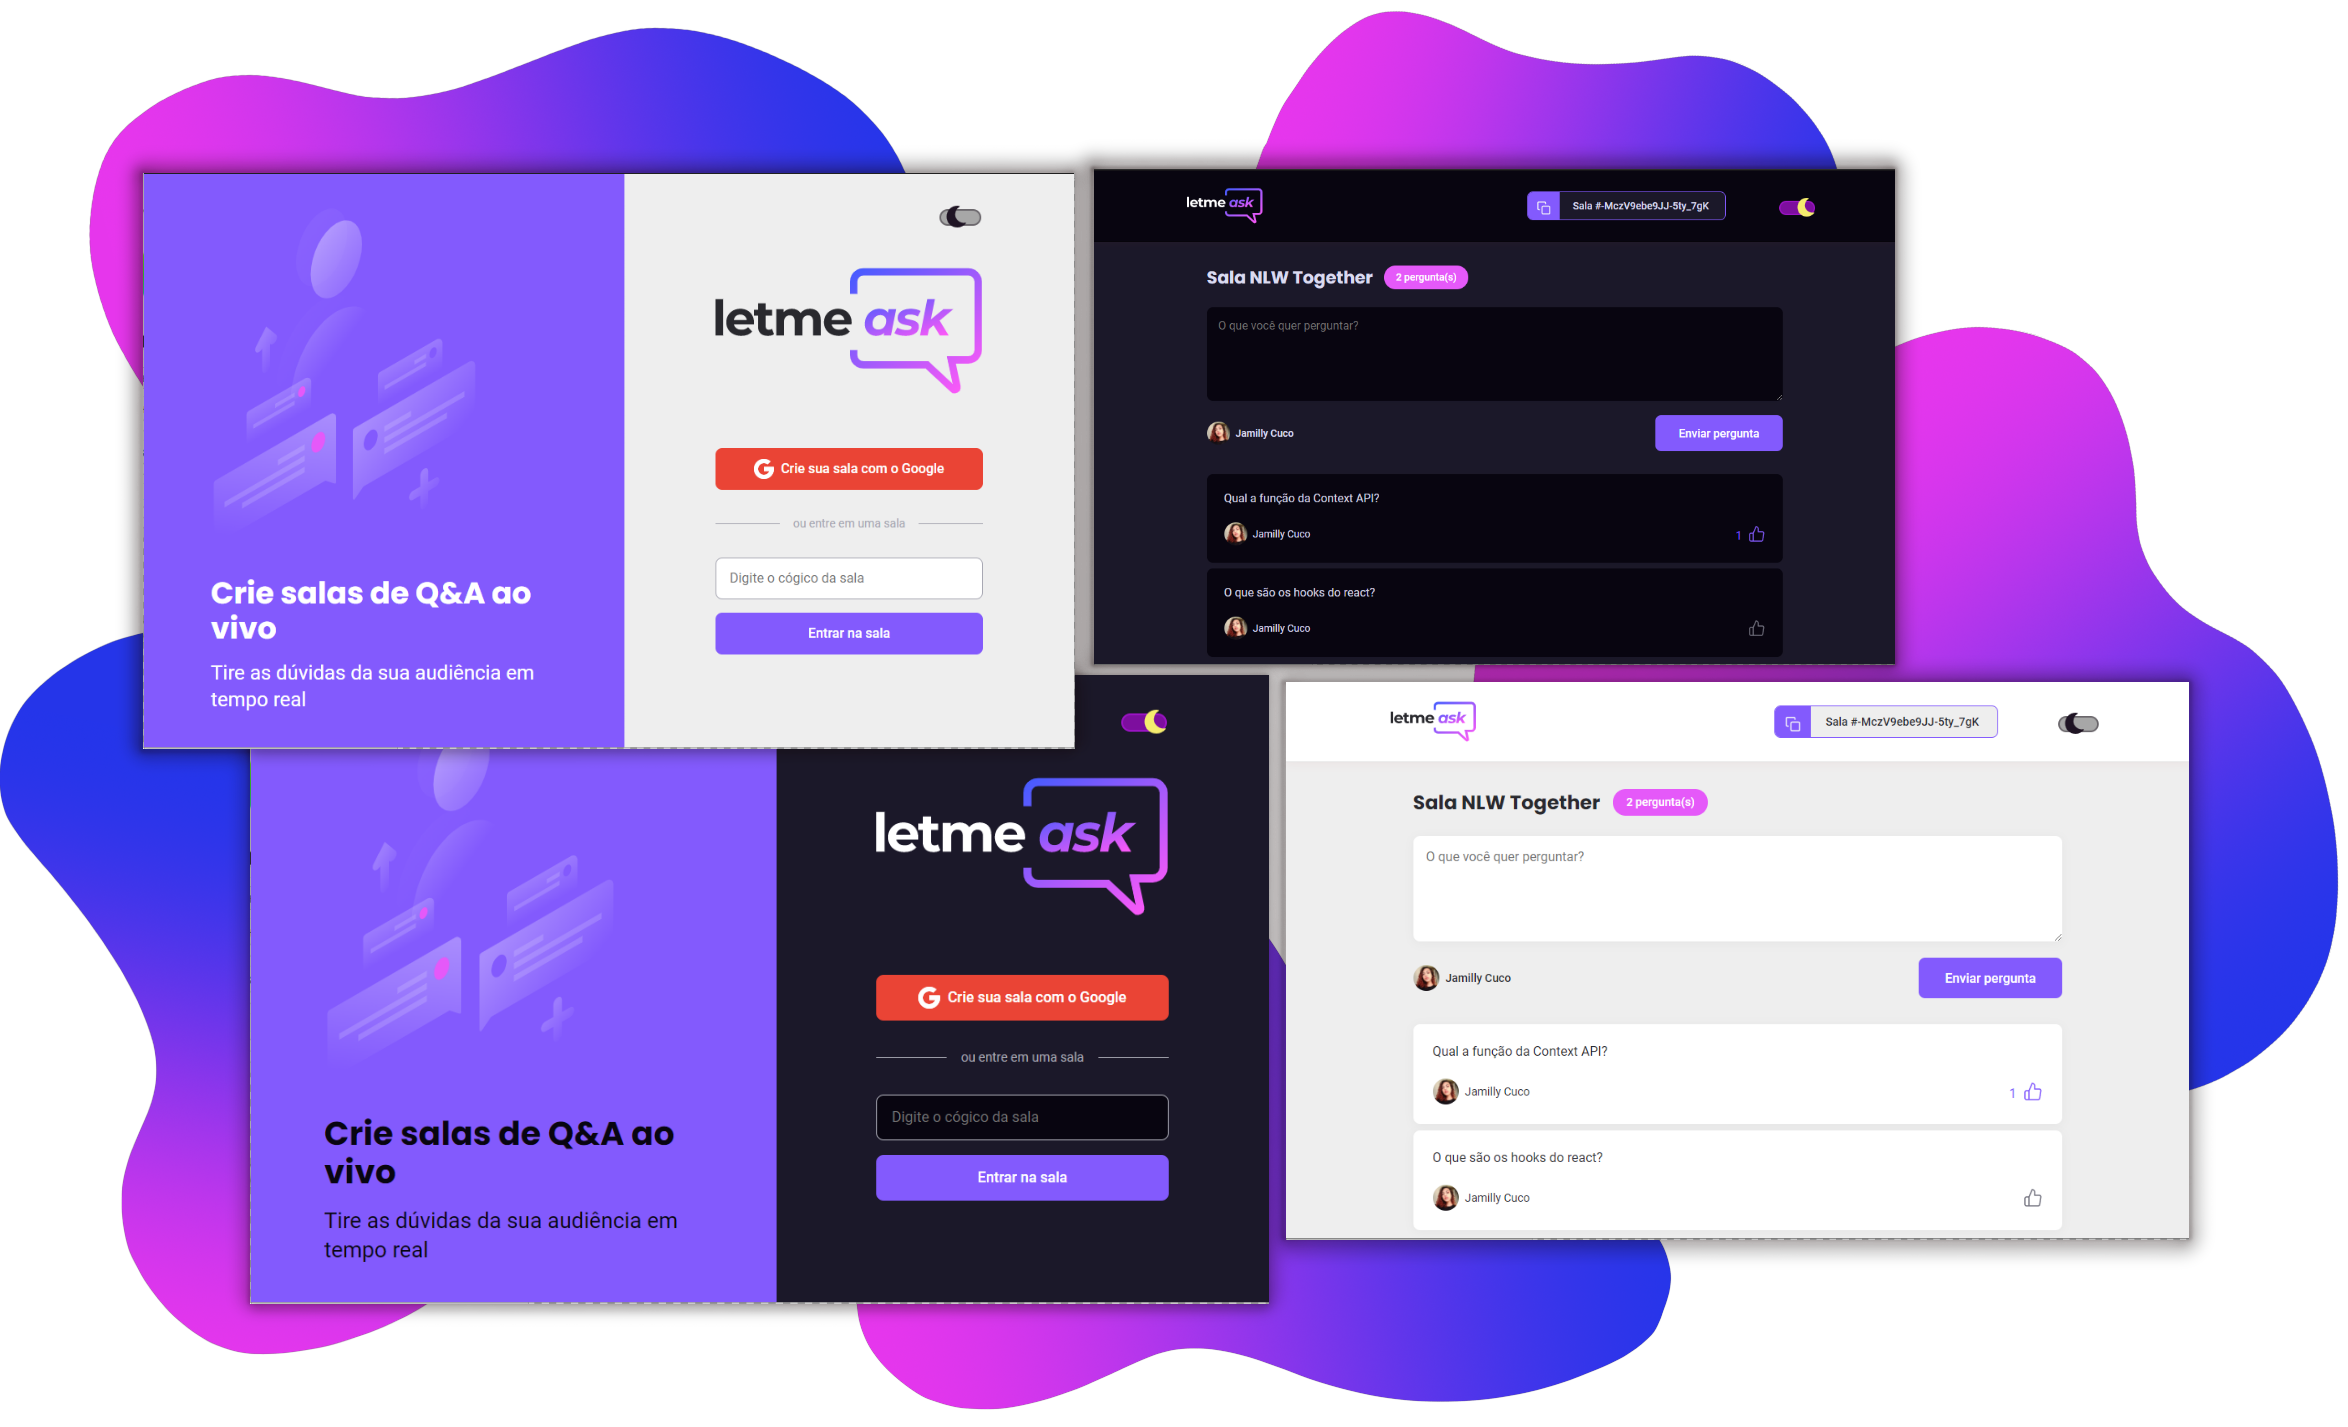 letme ask
Crie sua sala com o Google
ou entre em uma sala
Digite o cógico da sala
Entrar na sala
Crie salas de Q&A ao
vivo
Tire as dúvidas da sua audiência em
tempo real
letme ask
Sala #-MczV9ebe9JJ-5ty_7gK
Sala NLW Together
2 pergunta(s)
O que você quer perguntar?
Jamilly Cuco
Enviar pergunta
Qual a função da Context API?
Jamilly Cuco
1
O que são os hooks do react?
Jamilly Cuco
letme ask
Crie sua sala com o Google
ou entre em uma sala
Digite o cógico da sala
Entrar na sala
Crie salas de Q&A ao
vivo
Tire as dúvidas da sua audiência em
tempo real
letme ask
Sala #-MczV9ebe9JJ-5ty_7gK
Sala NLW Together
2 pergunta(s)
O que você quer perguntar?
Jamilly Cuco
Enviar pergunta
Qual a função da Context API?
Jamilly Cuco
1
O que são os hooks do react?
Jamilly Cuco